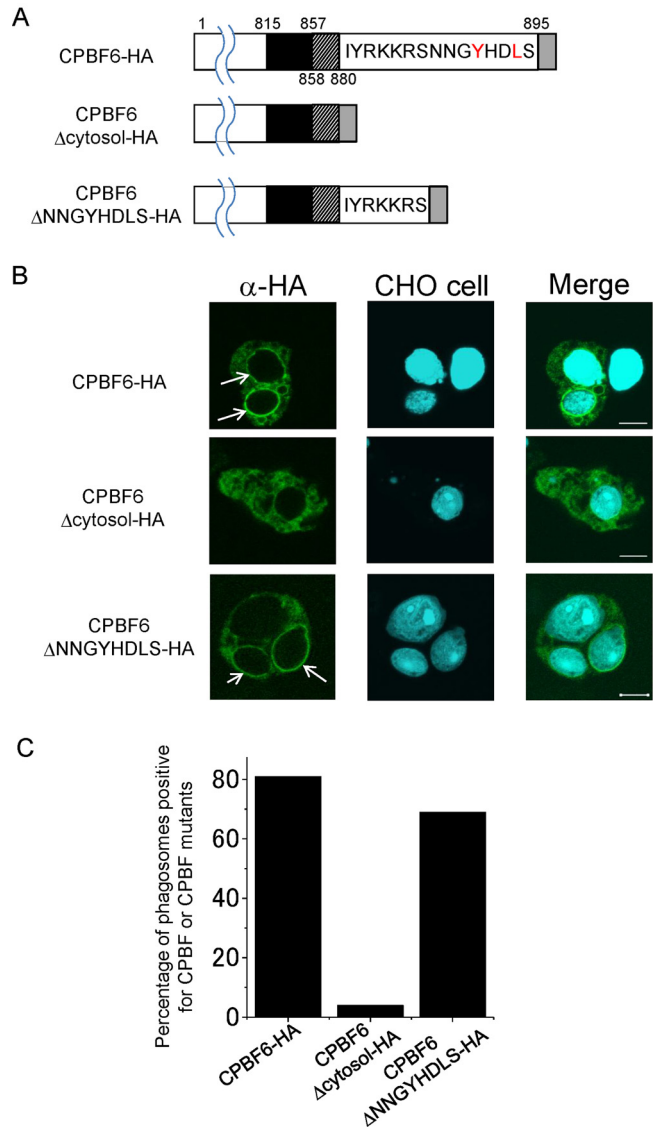 A
1 815 857 895
CPBF6-HA
IYRKKRSNNGYHDLS
858 880
CPBF6
Δcytosol-HA
CPBF6
ΔNNGYHDLS-HA
IYRKKRS
B
α-HA CHO cell Merge
CPBF6-HA
CPBF6
Δcytosol-HA
CPBF6
ΔNNGYHDLS-HA
C
Percentage of phagosomes positive
for CPBF or CPBF mutants
80
60
40
20
0
CPBF6-HA
CPBF6
Δcytosol-HA
CPBF6
ΔNNGYHDLS-HA